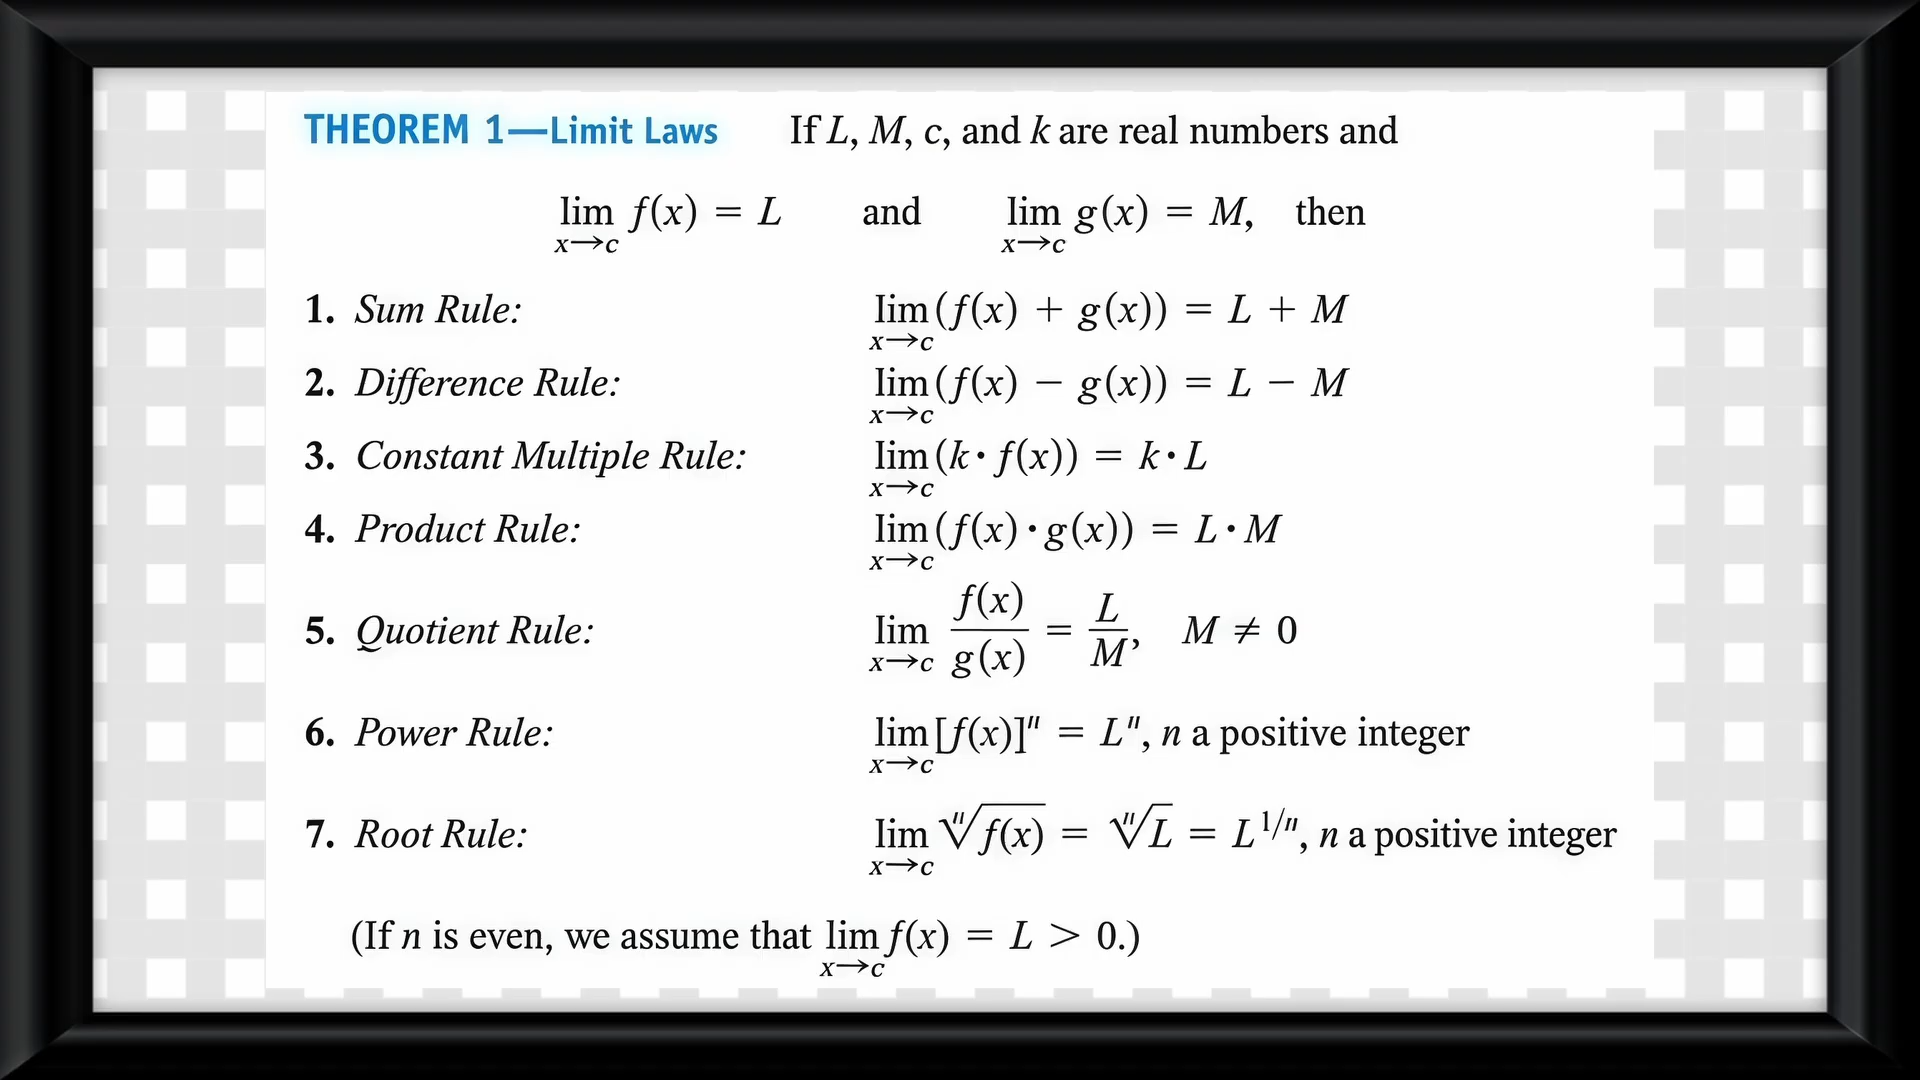 THEOREM 1—Limit Laws If L, M, c, and k are real numbers and
lim x→c f(x) = L and lim x→c g(x) = M, then
1. Sum Rule: lim x→c (f(x) + g(x)) = L + M
2. Difference Rule: lim x→c (f(x) − g(x)) = L − M
3. Constant Multiple Rule: lim x→c (k · f(x)) = k · L
4. Product Rule: lim x→c (f(x) · g(x)) = L · M
5. Quotient Rule: lim x→c f(x)/g(x) = L/M, M ≠ 0
6. Power Rule: lim x→c [f(x)]ⁿ = Lⁿ, n a positive integer
7. Root Rule: lim x→c ⁿ√f(x) = ⁿ√L = L^1/n, n a positive integer
(If n is even, we assume that lim x→c f(x) = L > 0.)